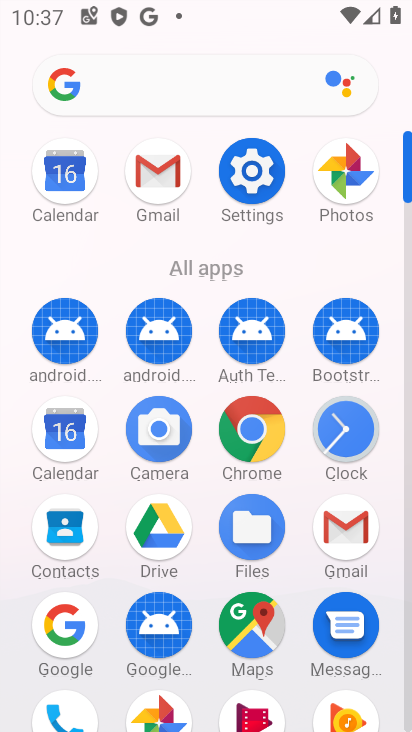 10:37
Calendar Gmail Settings Photos
All apps
android.... android.... Auth Te... Bootstr...
16
16
Calendar Camera Chrome Clock
Contacts Drive Files Gmail
Google Google... Maps Messag...